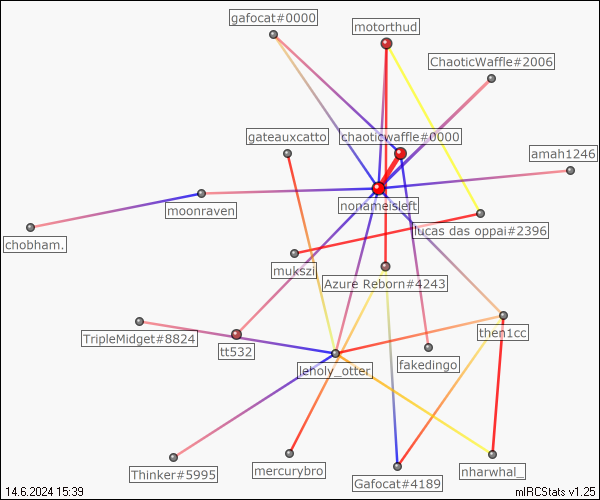 gafocat#0000
motorthud
ChaoticWaffle#2006
gateauxcatto
chaoticwaffle#0000
amah1246
moonraven
nonameisleft
chobham.
lucas das oppai#2396
mukszi
Azure Reborn#4243
TripleMidget#8824
tt532
then1cc
leholy_otter
fakedingo
Thinker#5995
mercurybro
Gafocat#4189
nharwhal_
14.6.2024 15:39
mIRCStats v1.25